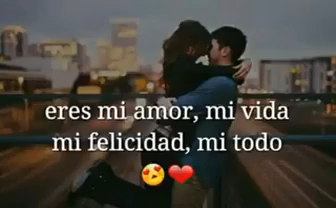 eres mi amor, mi vida
mi felicidad, mi todo
😍❤️